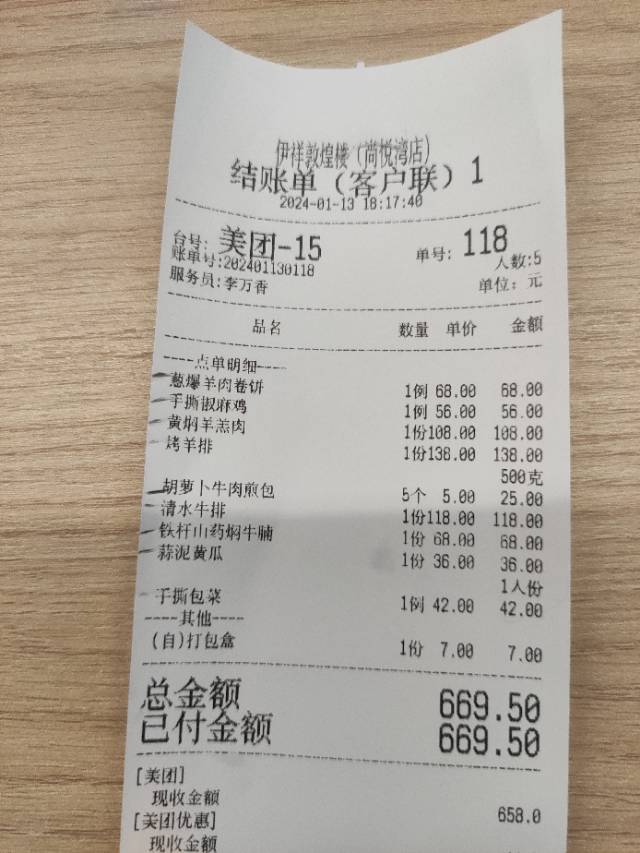 伊祥敦煌楼(尚悦湾店)
结账单(客户联)1
2024-01-13 18:17:40
台号: 美团-15 单号: 118
账单号:202401130118 人数:5
服务员:李万香 单位: 元
品名 数量 单价 金额
----点单明细----
葱爆羊肉卷饼 1例 68.00 68.00
手撕椒麻鸡 1例 56.00 56.00
黄焖羊羔肉 1份108.00 108.00
烤羊排 1份138.00 138.00
500克
胡萝卜牛肉煎包 5个 5.00 25.00
清水牛排 1份118.00 118.00
铁杆山药焖牛腩 1份 68.00 68.00
蒜泥黄瓜 1份 36.00 36.00
1人份
手撕包菜 1例 42.00 42.00
----其他----
(自)打包盒 1份 7.00 7.00
总金额 669.50
已付金额 669.50
[美团]
现收金额 658.0
[美团优惠]
现收金额